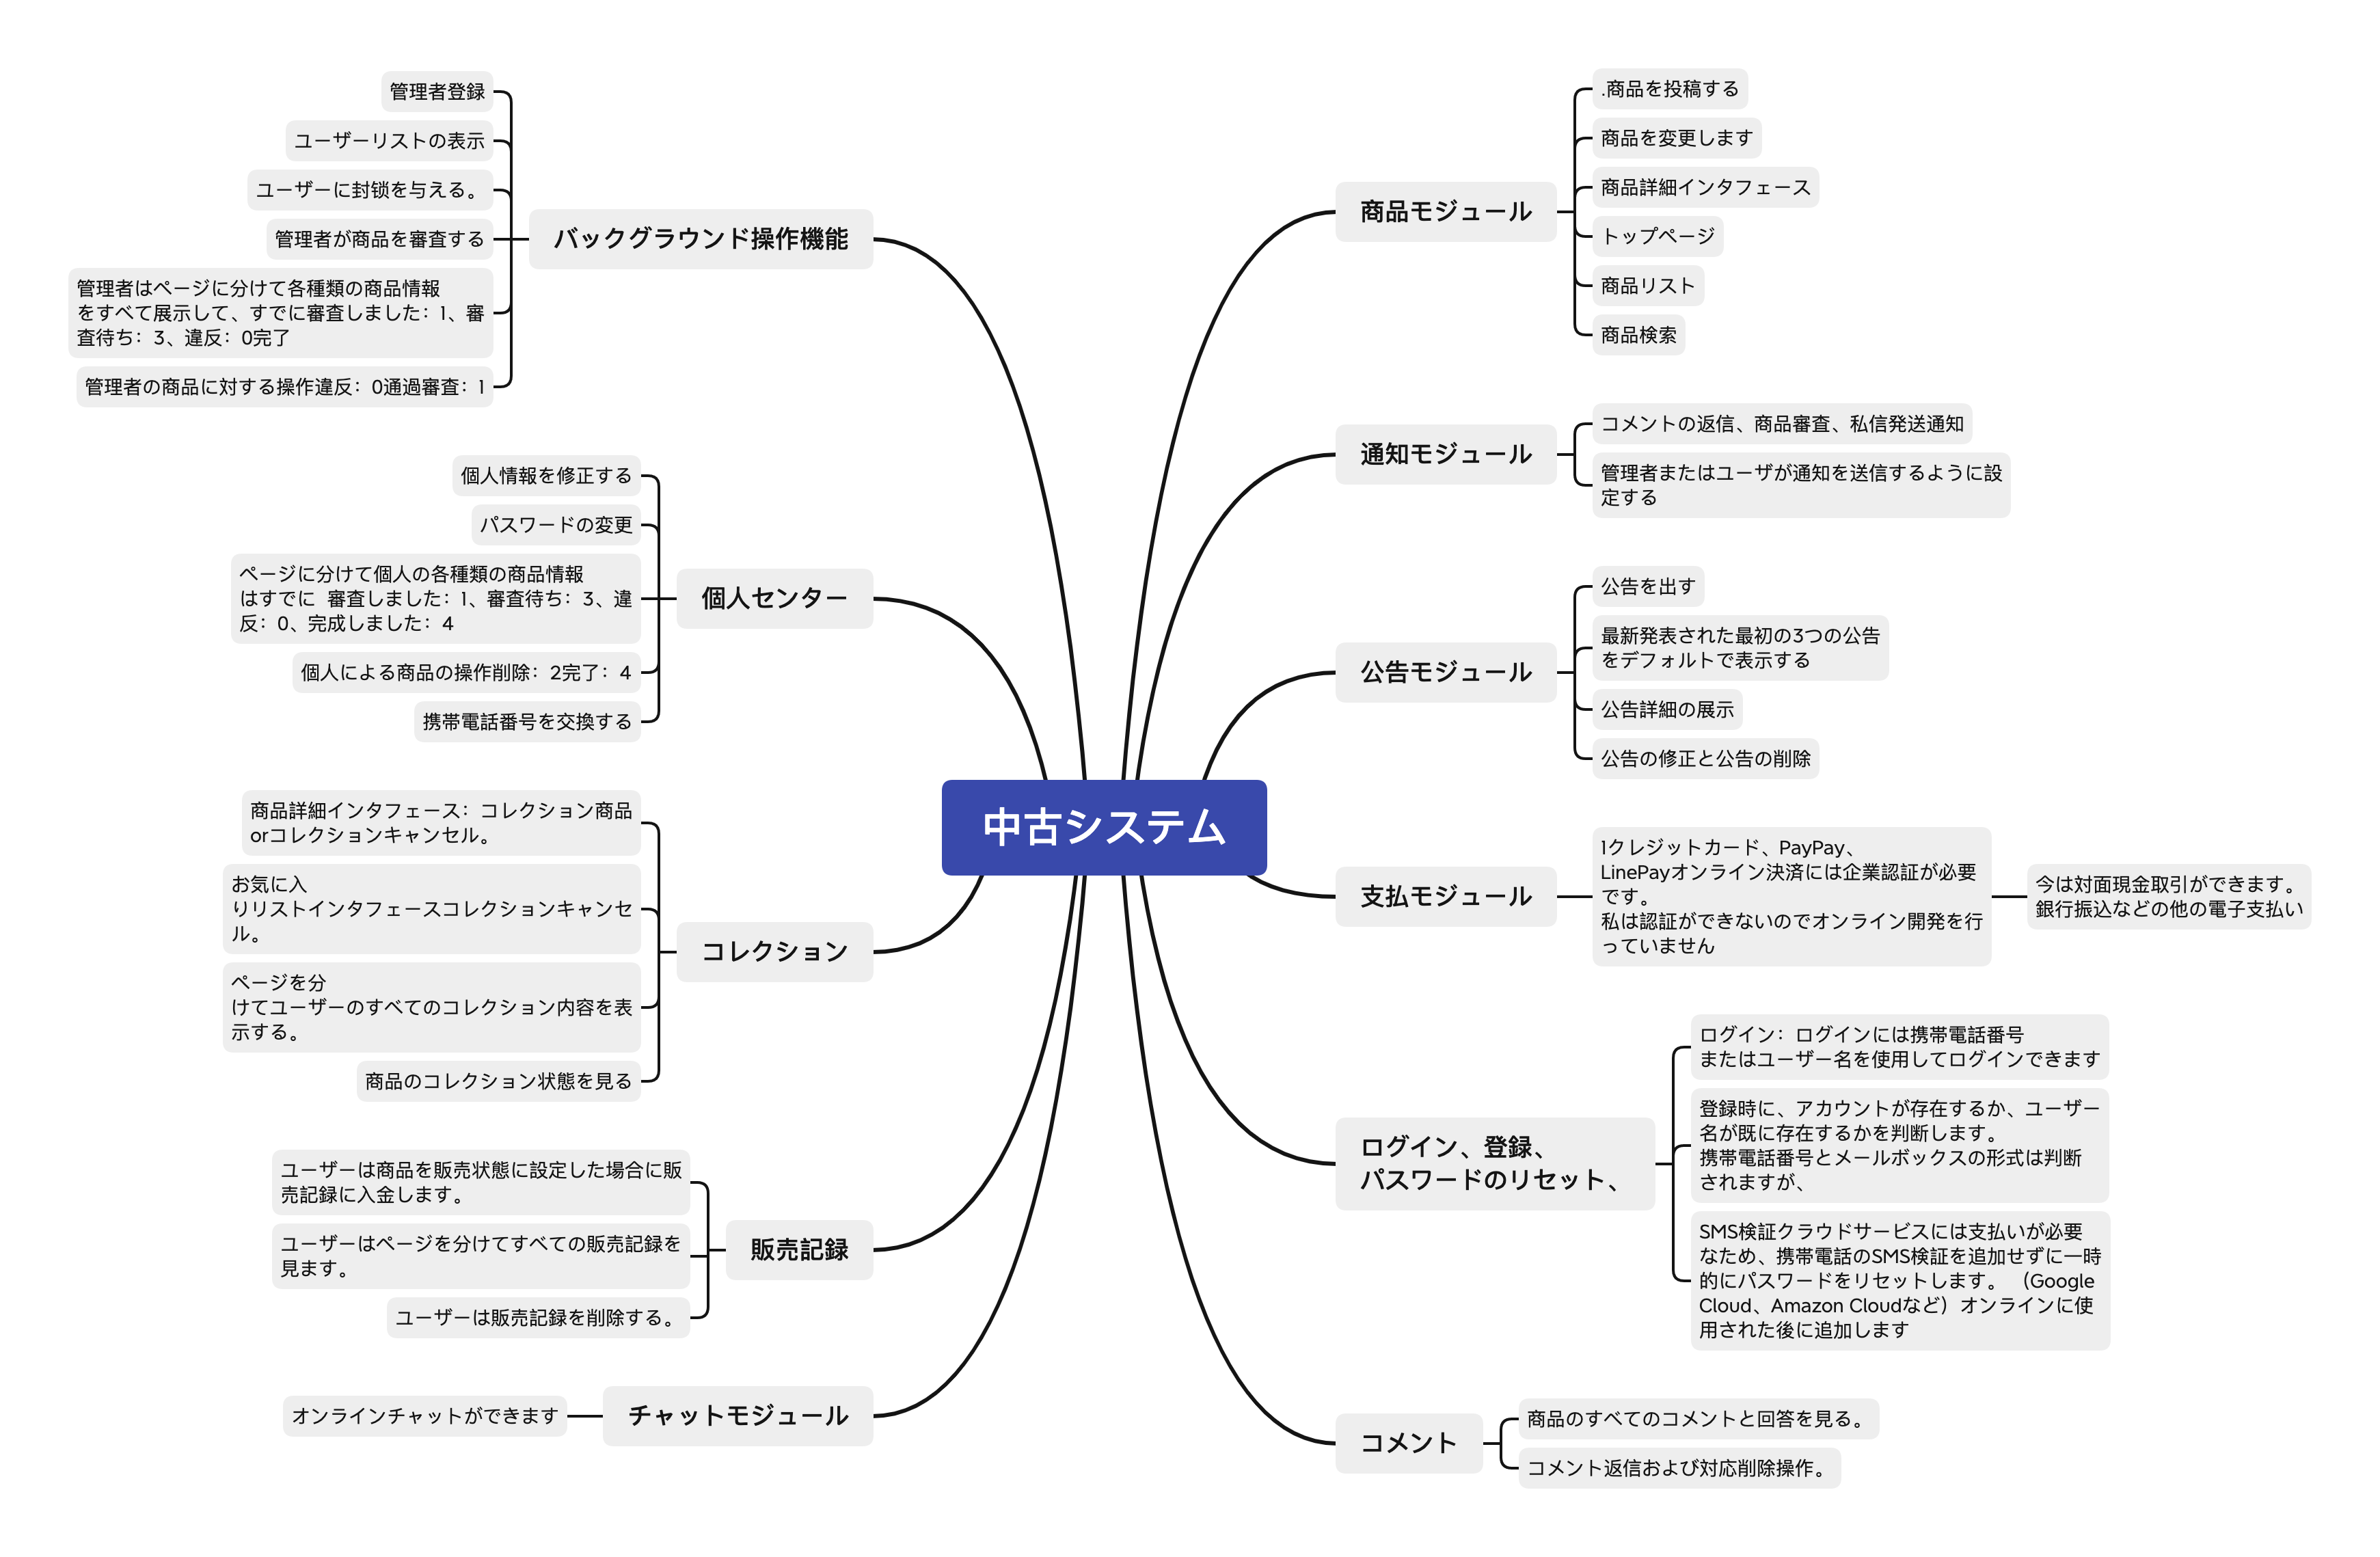 中古システム
商品モジュール
.商品を投稿する
商品を変更します
商品詳細インタフェース
トップページ
商品リスト
商品検索
通知モジュール
コメントの返信、商品審査、私信発送通知
管理者またはユーザが通知を送信するように設
定する
公告モジュール
公告を出す
最新発表された最初の3つの公告
をデフォルトで表示する
公告詳細の展示
公告の修正と公告の削除
支払モジュール
1クレジットカード、PayPay、
LinePayオンライン決済には企業認証が必要
です。
私は認証ができないのでオンライン開発を行
っていません
今は対面現金取引ができます。
銀行振込などの他の電子支払い
ログイン、登録、
パスワードのリセット、
ログイン：ログインには携帯電話番号
またはユーザー名を使用してログインできます
登録時に、アカウントが存在するか、ユーザー
名が既に存在するかを判断します。
携帯電話番号とメールボックスの形式は判断
されますが、
SMS検証クラウドサービスには支払いが必要
なため、携帯電話のSMS検証を追加せずに一時
的にパスワードをリセットします。（Google
Cloud、Amazon Cloudなど）オンラインに使
用された後に追加します
コメント
商品のすべてのコメントと回答を見る。
コメント返信および対応削除操作。
バックグラウンド操作機能
管理者登録
ユーザーリストの表示
ユーザーに封锁を与える。
管理者が商品を審査する
管理者はページに分けて各種類の商品情報
をすべて展示して、すでに審査しました：1、審
査待ち：3、違反：0完了
管理者の商品に対する操作違反：0通過審査：1
個人センター
個人情報を修正する
パスワードの変更
ページに分けて個人の各種類の商品情報
はすでに 審査しました：1、審査待ち：3、違
反：0、完成しました：4
個人による商品の操作削除：2完了：4
携帯電話番号を交換する
コレクション
商品詳細インタフェース：コレクション商品
orコレクションキャンセル。
お気に入
りリストインタフェースコレクションキャンセ
ル。
ページを分
けてユーザーのすべてのコレクション内容を表
示する。
商品のコレクション状態を見る
販売記録
ユーザーは商品を販売状態に設定した場合に販
売記録に入金します。
ユーザーはページを分けてすべての販売記録を
見ます。
ユーザーは販売記録を削除する。
チャットモジュール
オンラインチャットができます